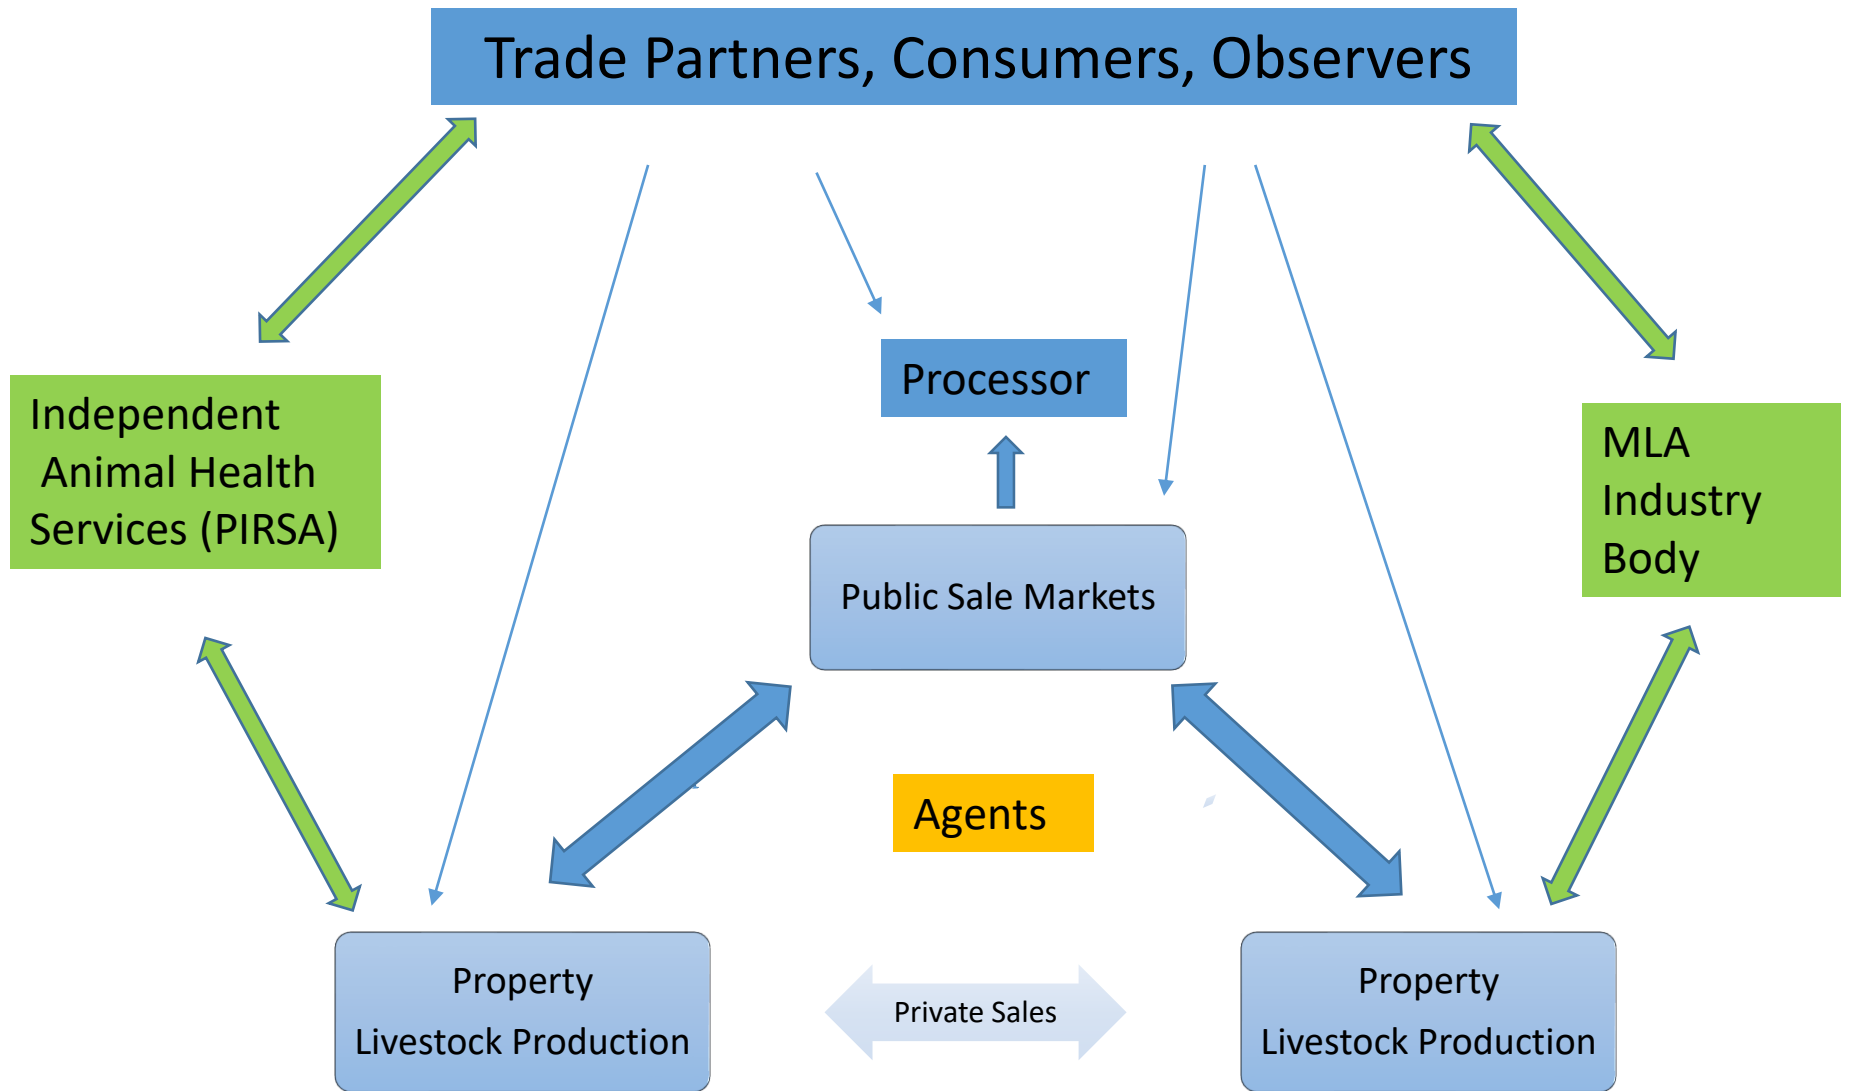 Trade Partners, Consumers, Observers
Processor
Independent
Animal Health
Services (PIRSA)
MLA
Industry
Body
Public Sale Markets
Agents
Property
Livestock Production
Private Sales
Property
Livestock Production